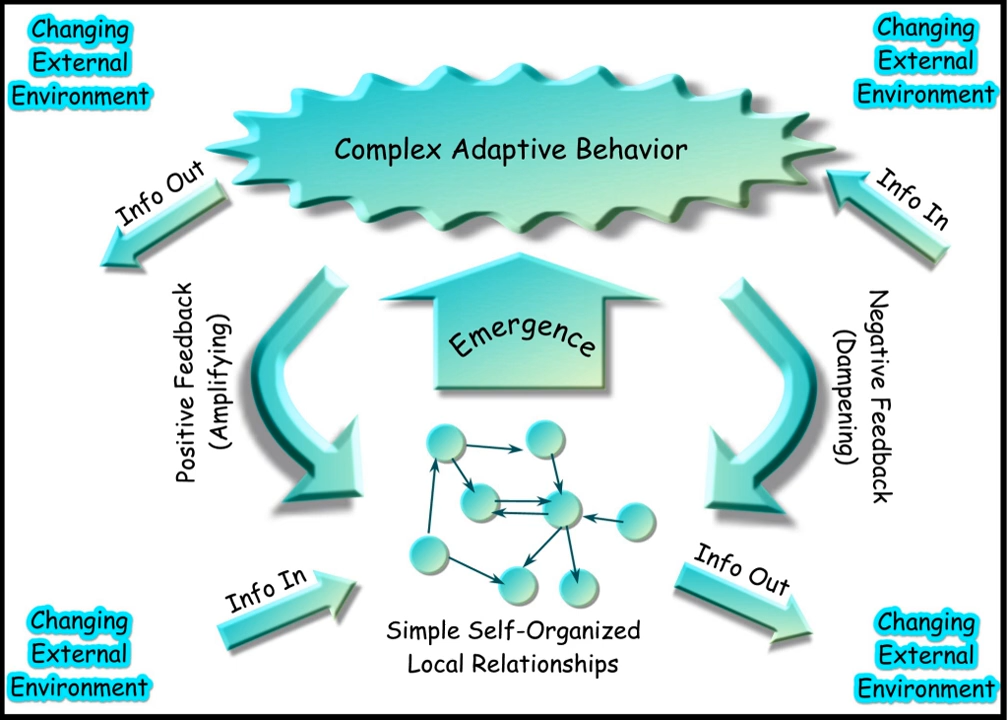 Changing
External
Environment
Changing
External
Environment
Complex Adaptive Behavior
Info Out
Info In
Positive Feedback
(Amplifying)
Emergence
Negative Feedback
(Dampening)
Info In
Info Out
Simple Self-Organized
Local Relationships
Changing
External
Environment
Changing
External
Environment